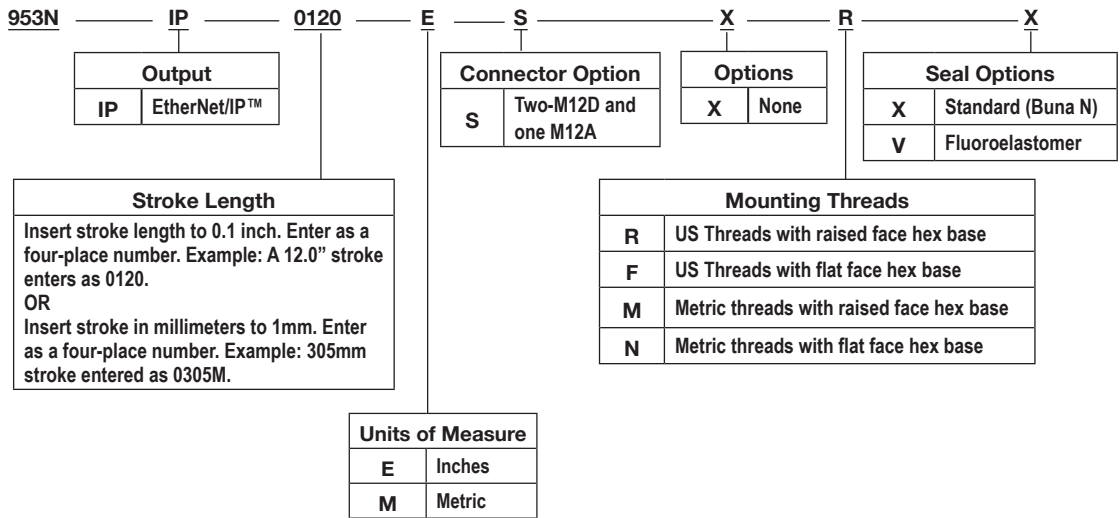 953N IP 0120 E S X R X
Output
IP EtherNet/IP™
Connector Option
S Two-M12D and
one M12A
Options
X None
Seal Options
X Standard (Buna N)
V Fluoroelastomer
Stroke Length
Insert stroke length to 0.1 inch. Enter as a
four-place number. Example: A 12.0” stroke
enters as 0120.
OR
Insert stroke in millimeters to 1mm. Enter
as a four-place number. Example: 305mm
stroke entered as 0305M.
Mounting Threads
R US Threads with raised face hex base
F US Threads with flat face hex base
M Metric threads with raised face hex base
N Metric threads with flat face hex base
Units of Measure
E Inches
M Metric